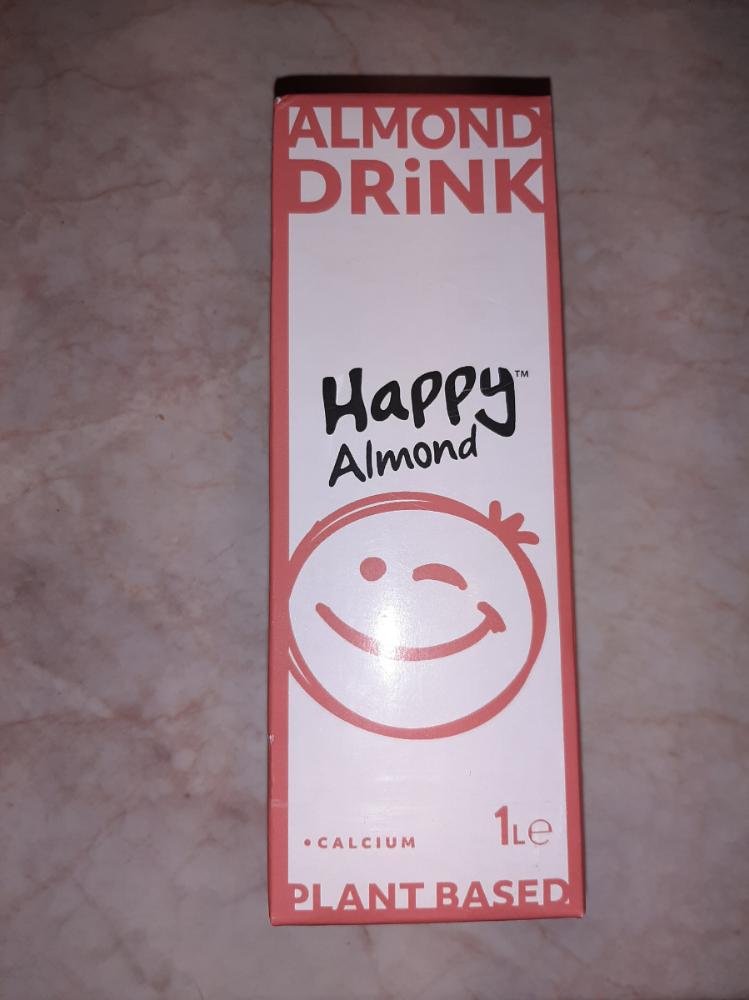 ALMOND
DRiNK
Happy™
Almond
• CALCIUM
1L℮
PLANT BASED